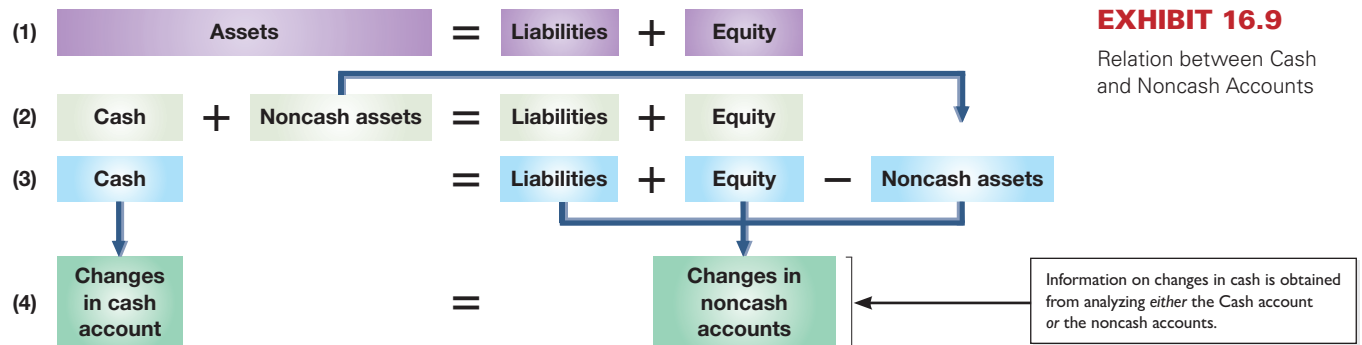 EXHIBIT 16.9
Relation between Cash
and Noncash Accounts
(1) Assets = Liabilities + Equity
(2) Cash + Noncash assets = Liabilities + Equity
(3) Cash = Liabilities + Equity − Noncash assets
(4) Changes
in cash
account
=
Changes in
noncash
accounts
Information on changes in cash is obtained
from analyzing either the Cash account
or the noncash accounts.